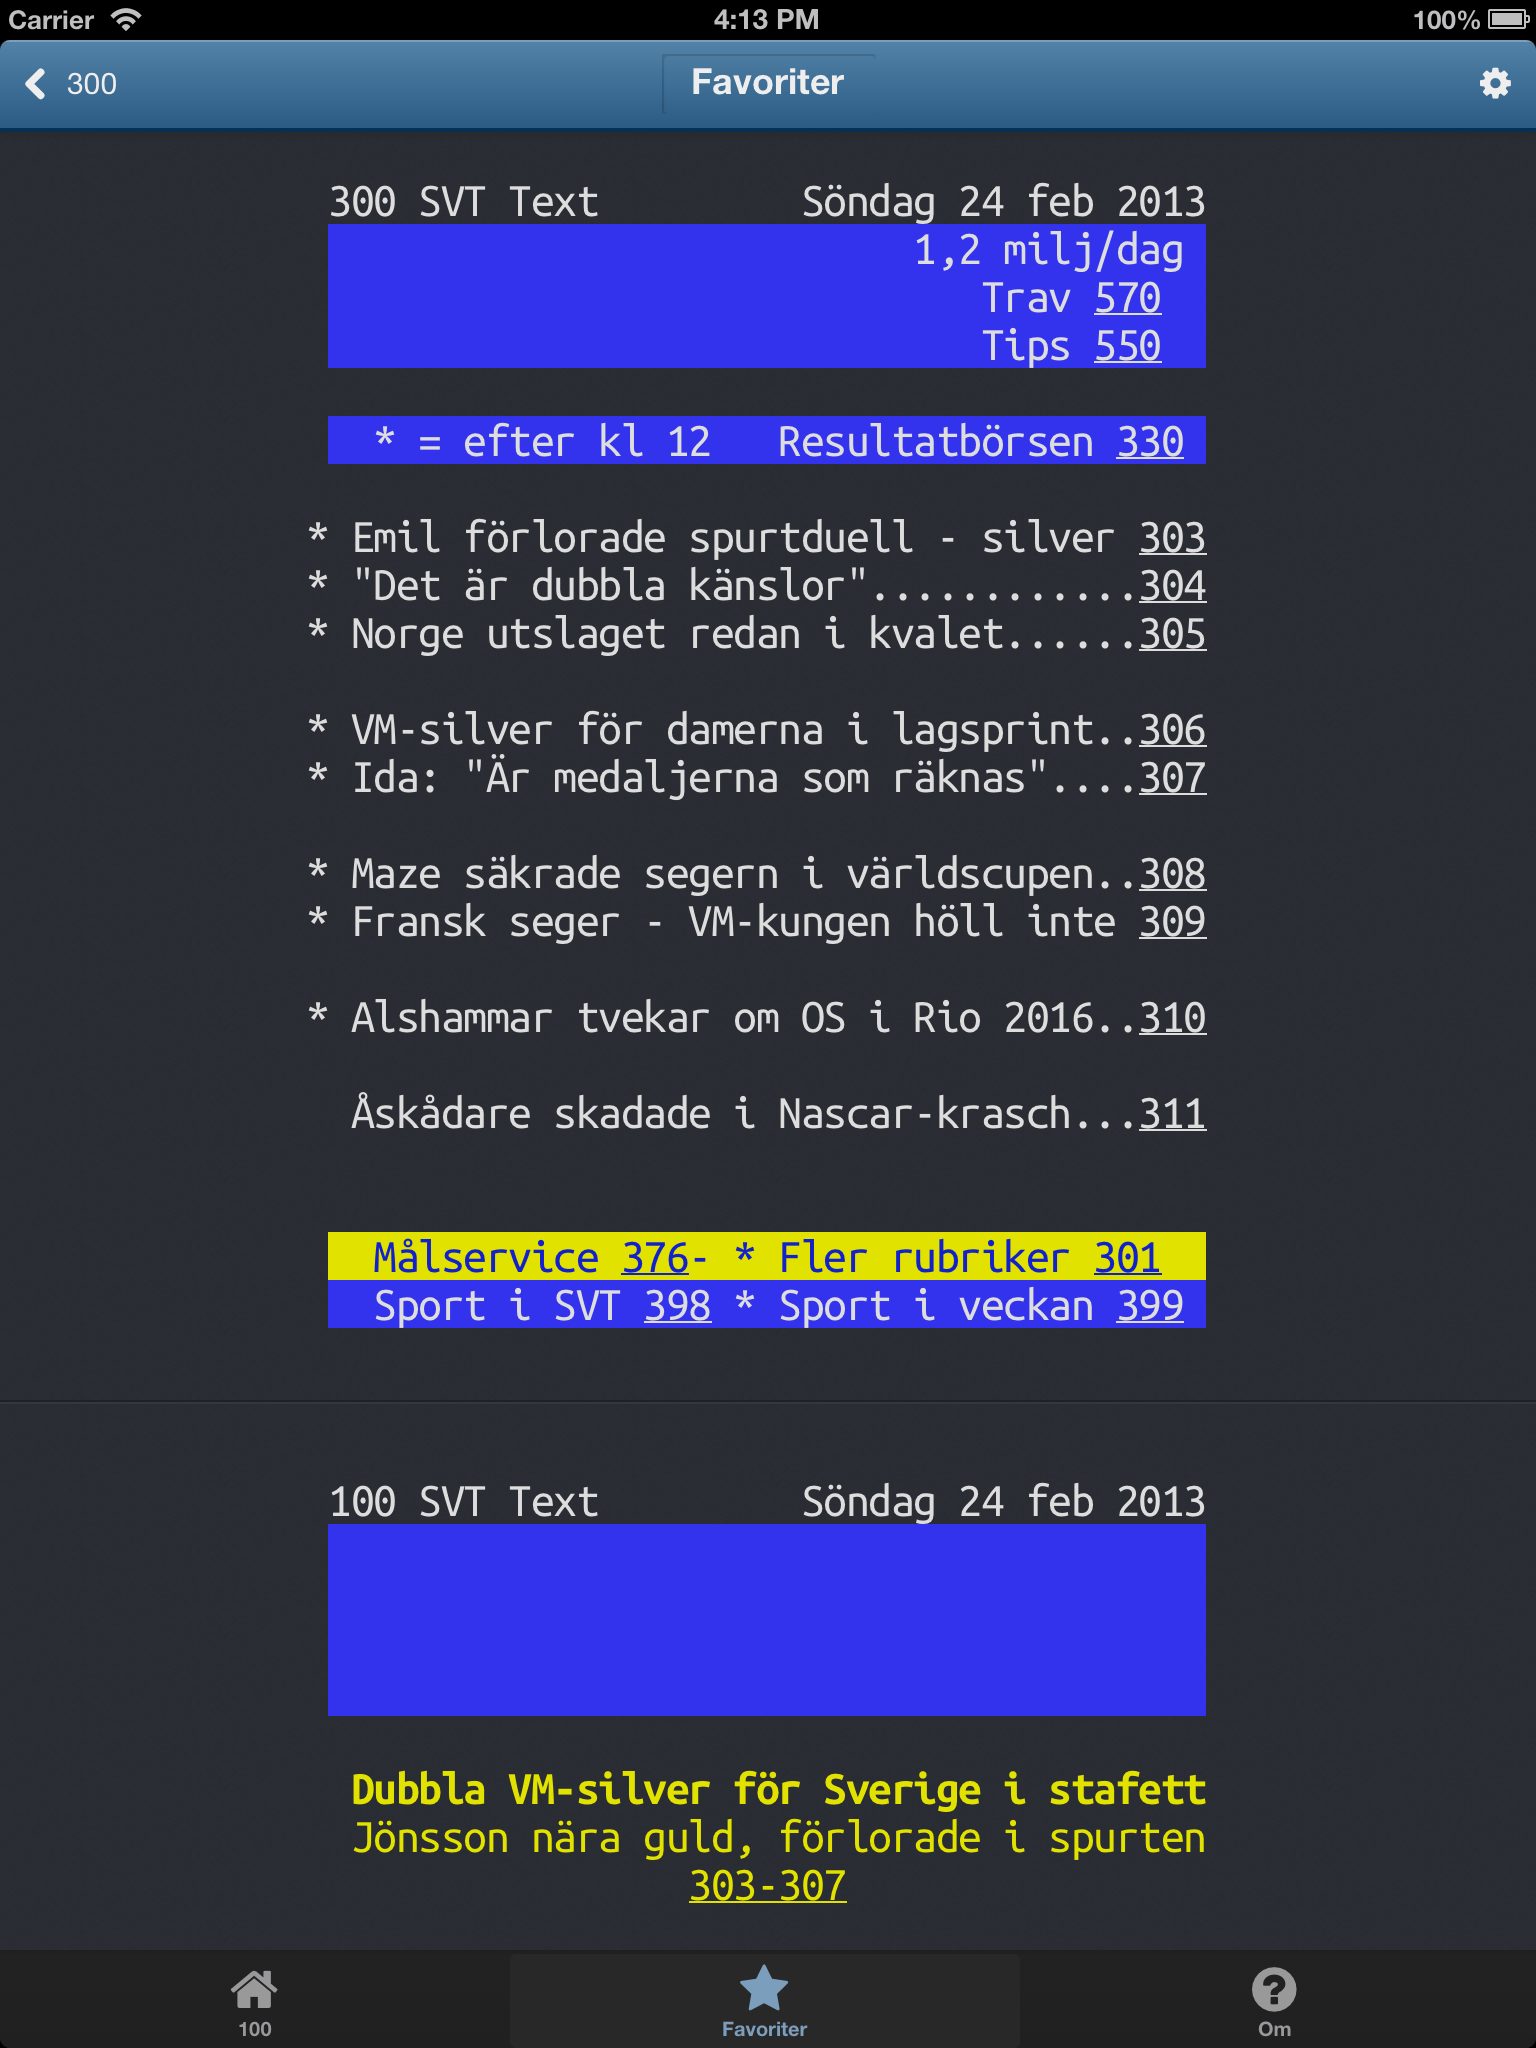 Carrier 4:13 PM 100%
300 Favoriter
300 SVT Text Söndag 24 feb 2013
1,2 milj/dag
Trav 570
Tips 550
* = efter kl 12 Resultatbörsen 330
* Emil förlorade spurtduell - silver 303
* "Det är dubbla känslor"............304
* Norge utslaget redan i kvalet......305
* VM-silver för damerna i lagsprint..306
* Ida: "Är medaljerna som räknas"....307
* Maze säkrade segern i världscupen..308
* Fransk seger - VM-kungen höll inte 309
* Alshammar tvekar om OS i Rio 2016..310
Åskådare skadade i Nascar-krasch...311
Målservice 376- * Fler rubriker 301
Sport i SVT 398 * Sport i veckan 399
100 SVT Text Söndag 24 feb 2013
Dubbla VM-silver för Sverige i stafett
Jönsson nära guld, förlorade i spurten
303-307
100 Favoriter Om